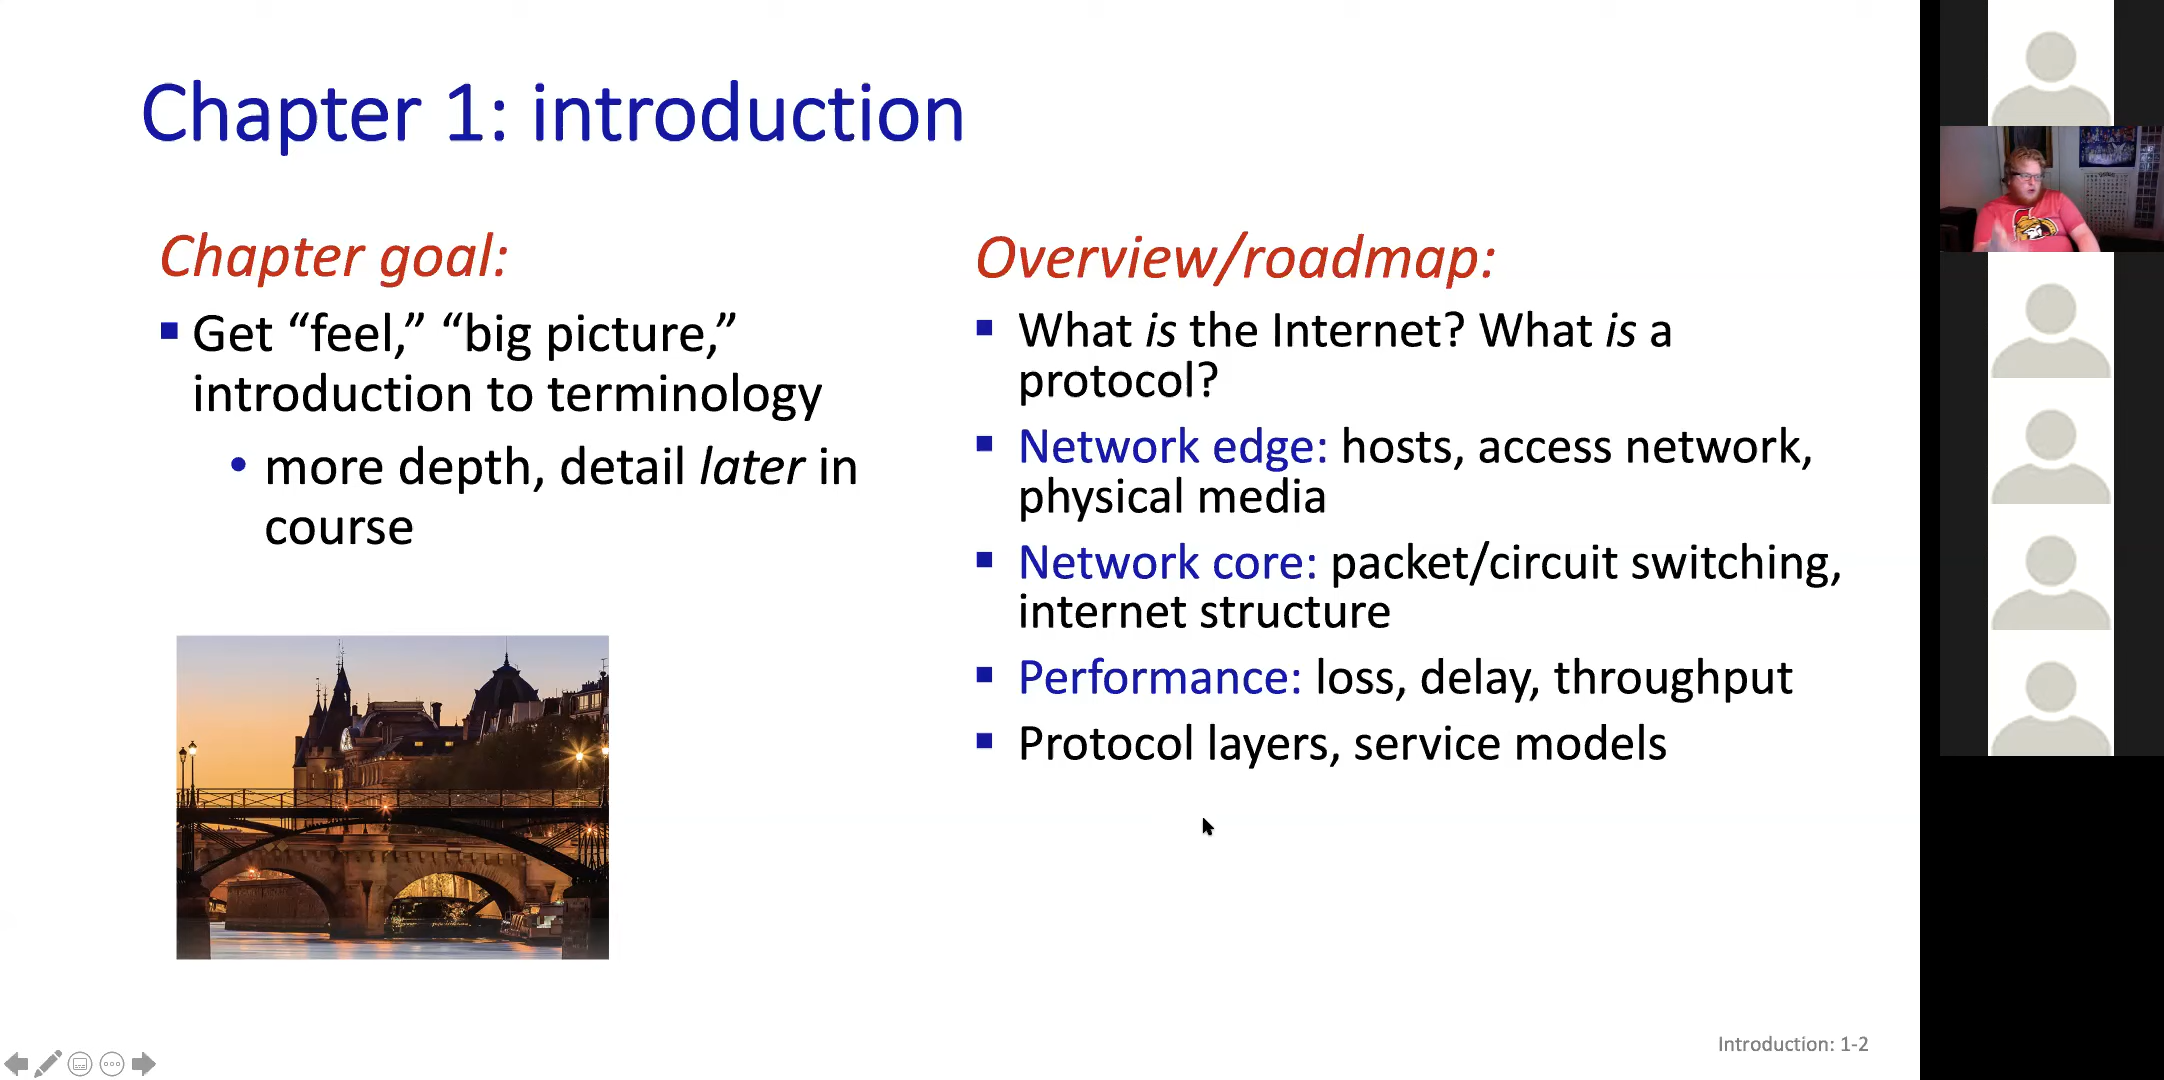 Chapter 1: introduction
Chapter goal:
▪ Get “feel,” “big picture,”
introduction to terminology
• more depth, detail later in
course
Overview/roadmap:
▪ What is the Internet? What is a
protocol?
▪ Network edge: hosts, access network,
physical media
▪ Network core: packet/circuit switching,
internet structure
▪ Performance: loss, delay, throughput
▪ Protocol layers, service models
Introduction: 1-2